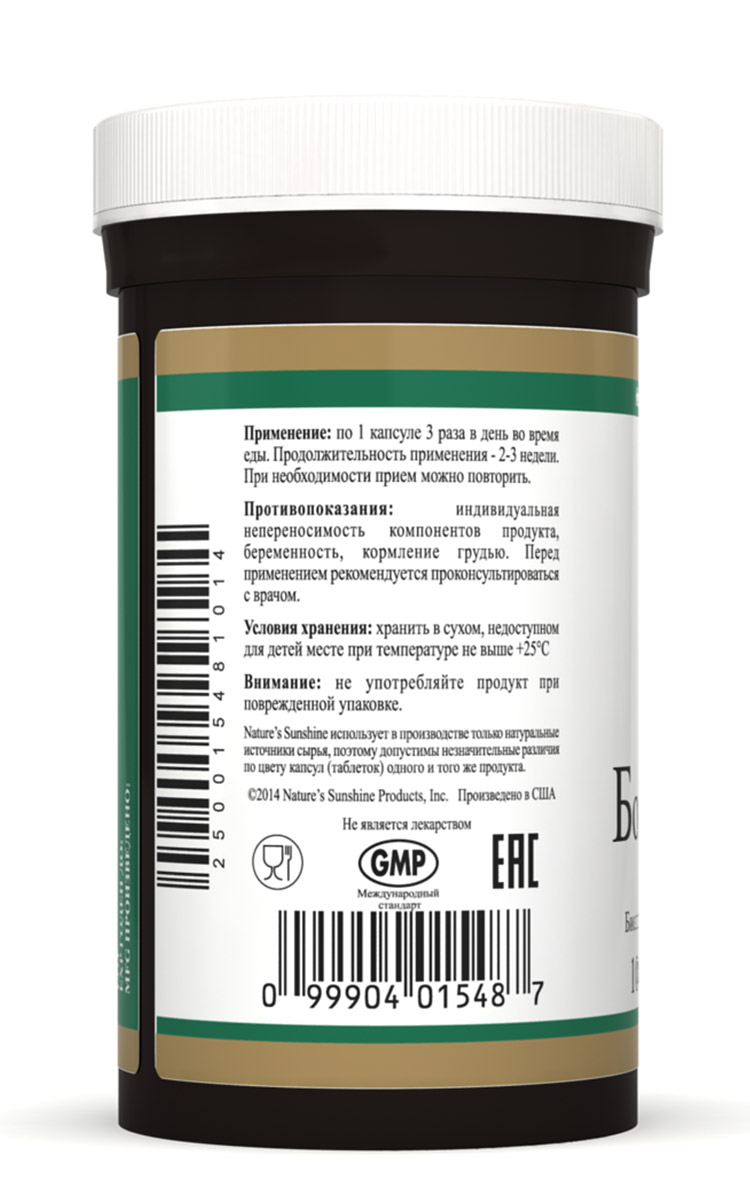 Применение: по 1 капсуле 3 раза в день во время
еды. Продолжительность применения - 2-3 недели.
При необходимости прием можно повторить.
Противопоказания: индивидуальная
непереносимость компонентов продукта,
беременность, кормление грудью. Перед
применением рекомендуется проконсультироваться
с врачом.
Условия хранения: хранить в сухом, недоступном
для детей месте при температуре не выше +25°С
Внимание: не употребляйте продукт при
поврежденной упаковке.
Nature's Sunshine использует в производстве только натуральные
источники сырья, поэтому допустимы незначительные различия
по цвету капсул (таблеток) одного и того же продукта.
©2014 Nature's Sunshine Products, Inc. Произведено в США
Не является лекарством
GMP
EAC
Международный
стандарт
0 99904 01548 7
250015481014
MFG ПРОИЗВЕДЕНО:
Бо